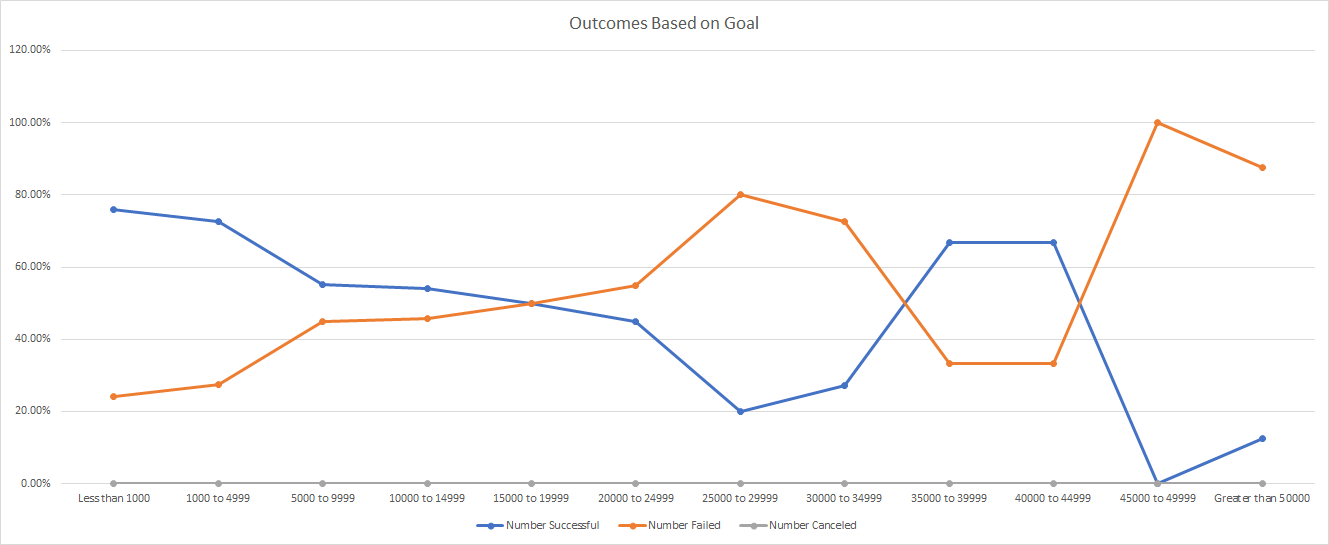 Outcomes Based on Goal
120.00%
100.00%
80.00%
60.00%
40.00%
20.00%
0.00%
Less than 1000 1000 to 4999 5000 to 9999 10000 to 14999 15000 to 19999 20000 to 24999 25000 to 29999 30000 to 34999 35000 to 39999 40000 to 44999 45000 to 49999 Greater than 50000
Number Successful Number Failed Number Canceled